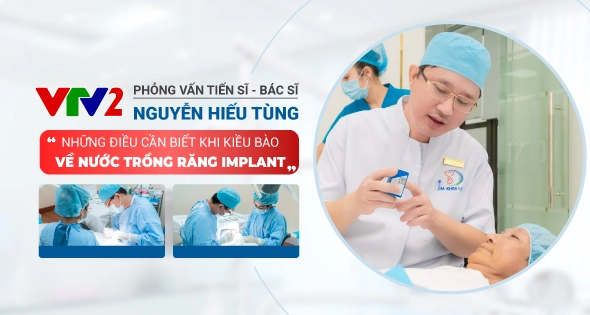 VTV2
PHỎNG VẤN TIẾN SĨ - BÁC SĨ
NGUYỄN HIẾU TÙNG
“ NHỮNG ĐIỀU CẦN BIẾT KHI KIỀU BÀO
VỀ NƯỚC TRỒNG RĂNG IMPLANT „